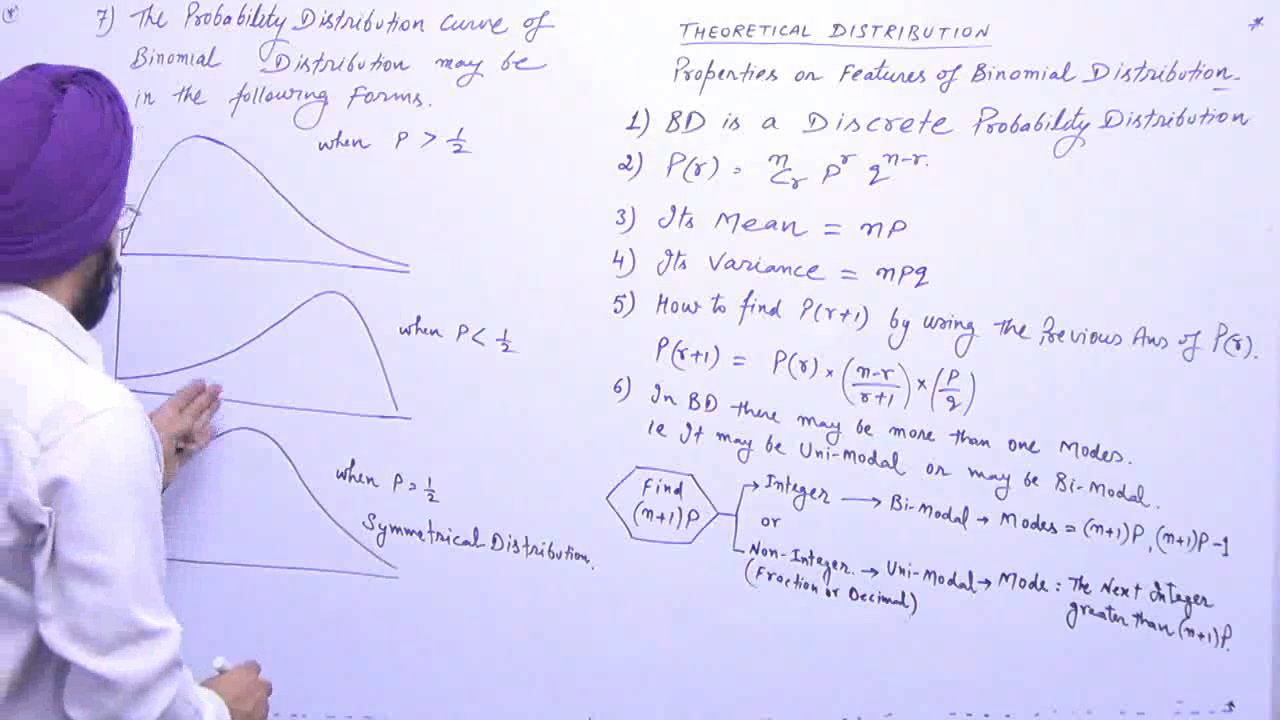 7) The Probability Distribution Curve of
Binomial Distribution may be
in the following forms.
when P > 1/2
when P < 1/2
when P = 1/2
Symmetrical Distribution.
THEORETICAL DISTRIBUTION
Properties or Features of Binomial Distribution.
1) BD is a Discrete Probability Distribution
2) P(r) = nCr P^r q^n-r.
3) Its Mean = nP
4) Its Variance = nPq
5) How to find P(r+1) by using the Previous Ans of P(r).
P(r+1) = P(r) × (n-r/r+1) × (P/q)
6) In BD there may be more than one Modes.
ie It may be Uni-Modal or may be Bi-Modal.
Find
(n+1)P
Integer → Bi-Modal → Modes = (n+1)P, (n+1)P-1
or
Non-Integer. → Uni-Modal → Mode : The Next Integer
(Fraction or Decimal)
greater than (n+1)P.